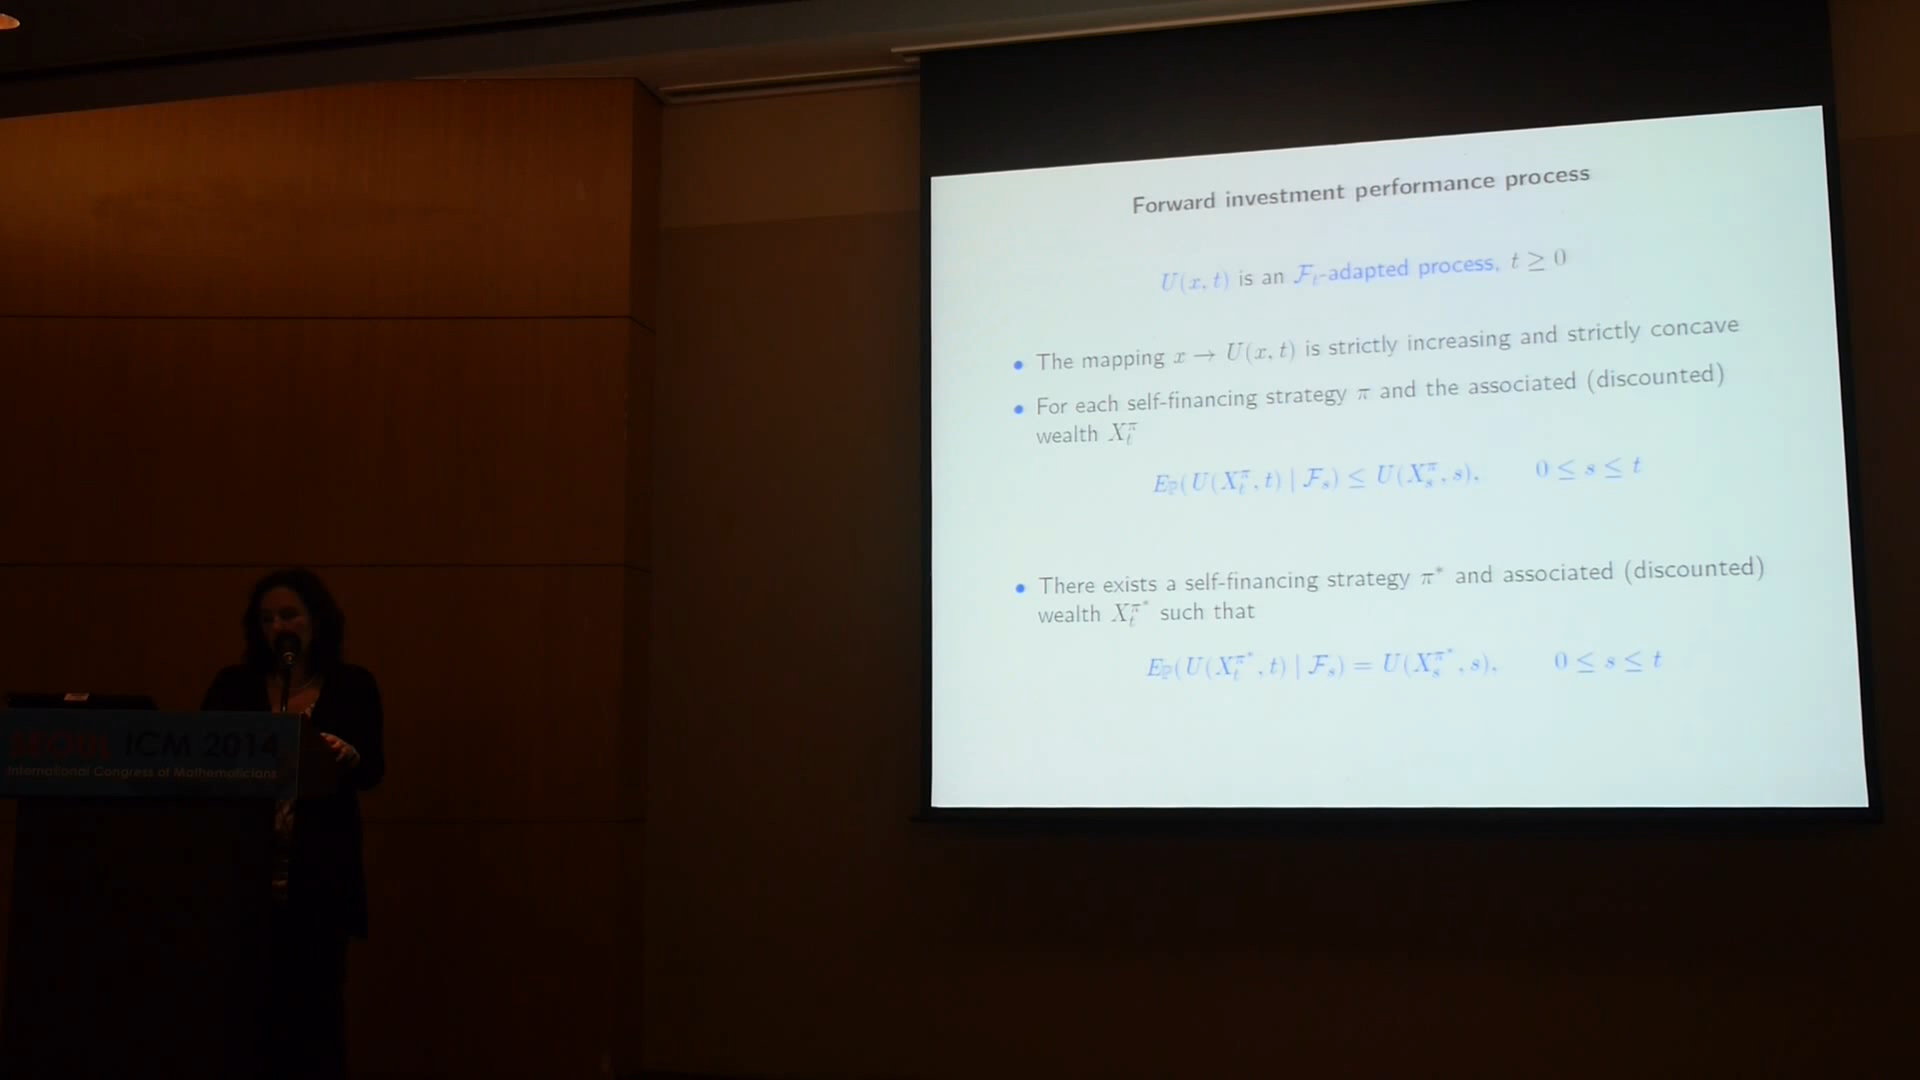 Forward investment performance process
U(x, t) is an ℱ_t-adapted process, t ≥ 0
• The mapping x → U(x, t) is strictly increasing and strictly concave
• For each self-financing strategy π and the associated (discounted)
wealth X_t^π
E_ℙ(U(X_t^π, t) | ℱ_s) ≤ U(X_s^π, s), 0 ≤ s ≤ t
• There exists a self-financing strategy π* and associated (discounted)
wealth X_t^{π*} such that
E_ℙ(U(X_t^{π*}, t) | ℱ_s) = U(X_s^{π*}, s), 0 ≤ s ≤ t
SEOUL ICM 2014
International Congress of Mathematicians